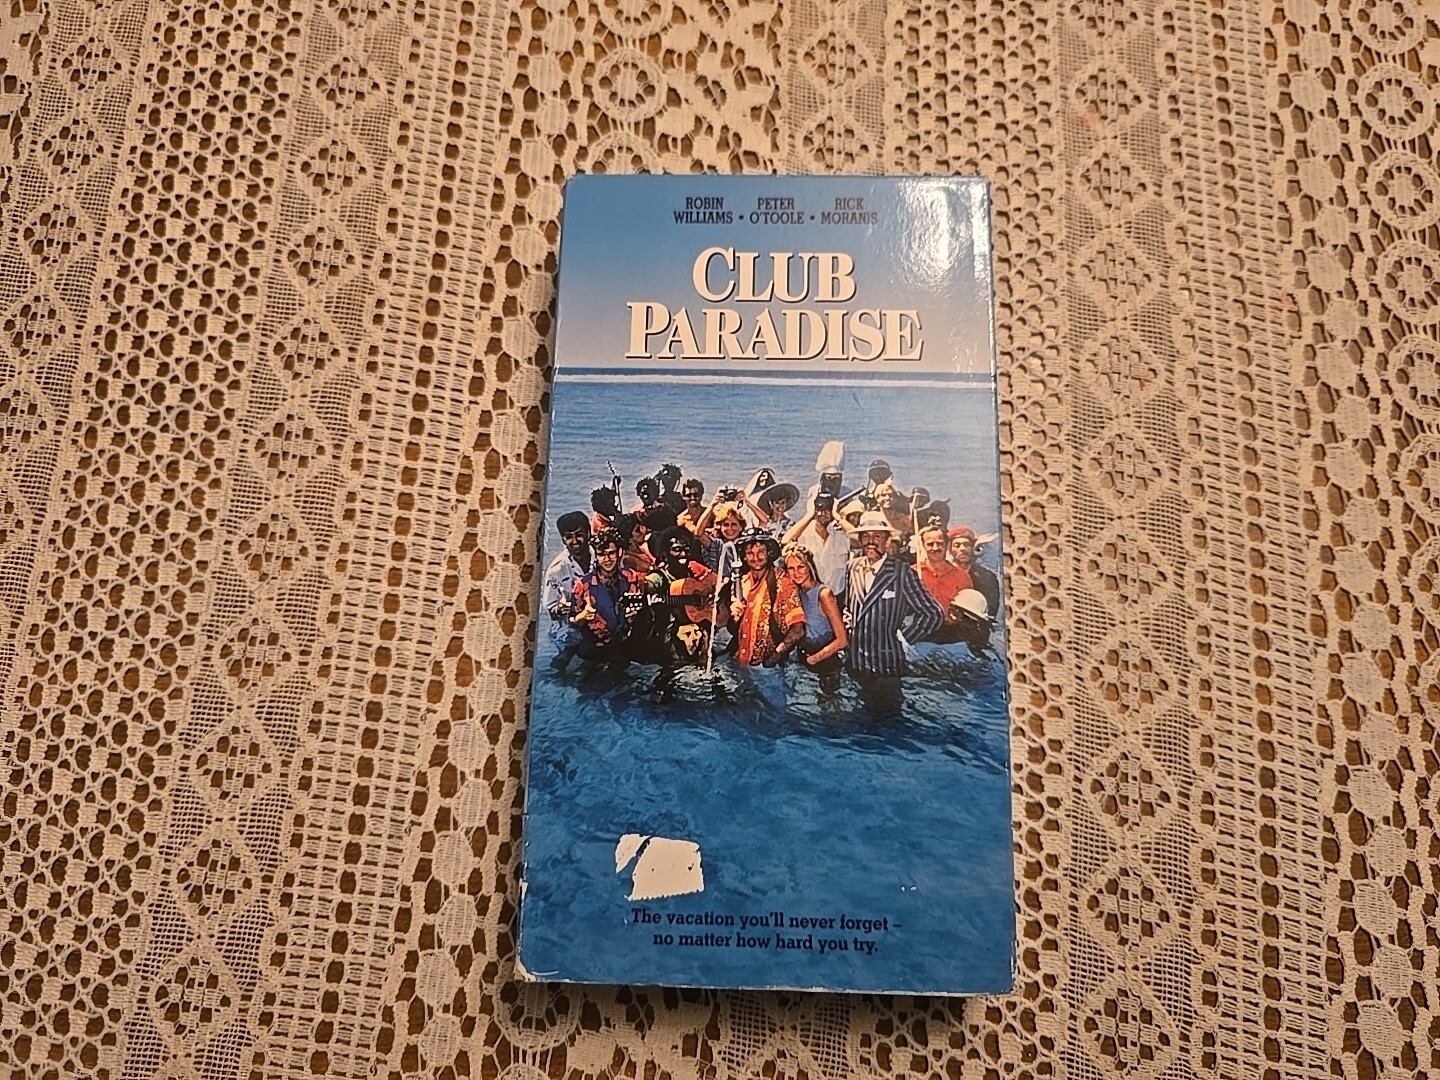 ROBIN PETER RICK
WILLIAMS • O'TOOLE • MORANIS
CLUB
PARADISE
The vacation you'll never forget –
no matter how hard you try.